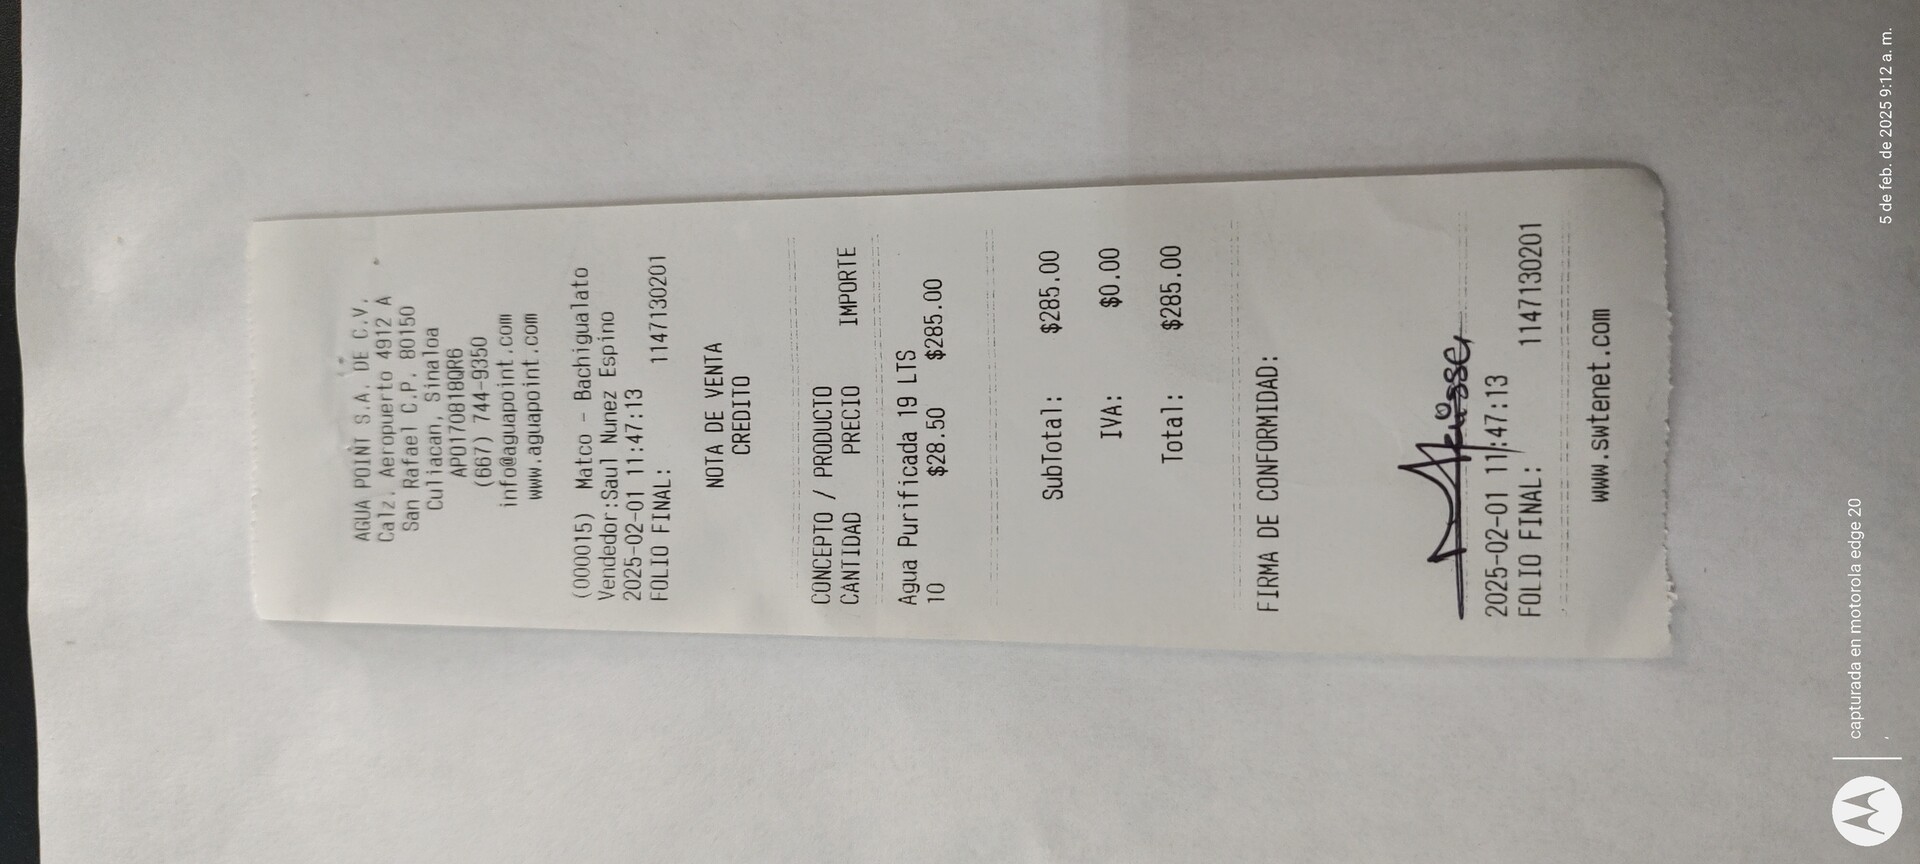 AGUA POINT S.A. DE C.V.
Calz. Aeropuerto 4912 A
San Rafael C.P. 80150
Culiacan, Sinaloa
API170818QR6
(667) 744-9350
info@aguapoint.com
www.aguapoint.com
(000015) Matco - Bachigualato
Vendedor:Saul Nunez Espino
2025-02-01 11:47:13
FOLIO FINAL: 1147130201
NOTA DE VENTA
CREDITO
CONCEPTO / PRODUCTO
CANTIDAD PRECIO IMPORTE
Agua Purificada 19 LTS
10 $28.50 $285.00
SubTotal: $285.00
IVA: $0.00
Total: $285.00
FIRMA DE CONFORMIDAD:
2025-02-01 11:47:13
FOLIO FINAL: 1147130201
www.swtenet.com
capturada en motorola edge 20
5 de feb. de 2025 9:12 a. m.